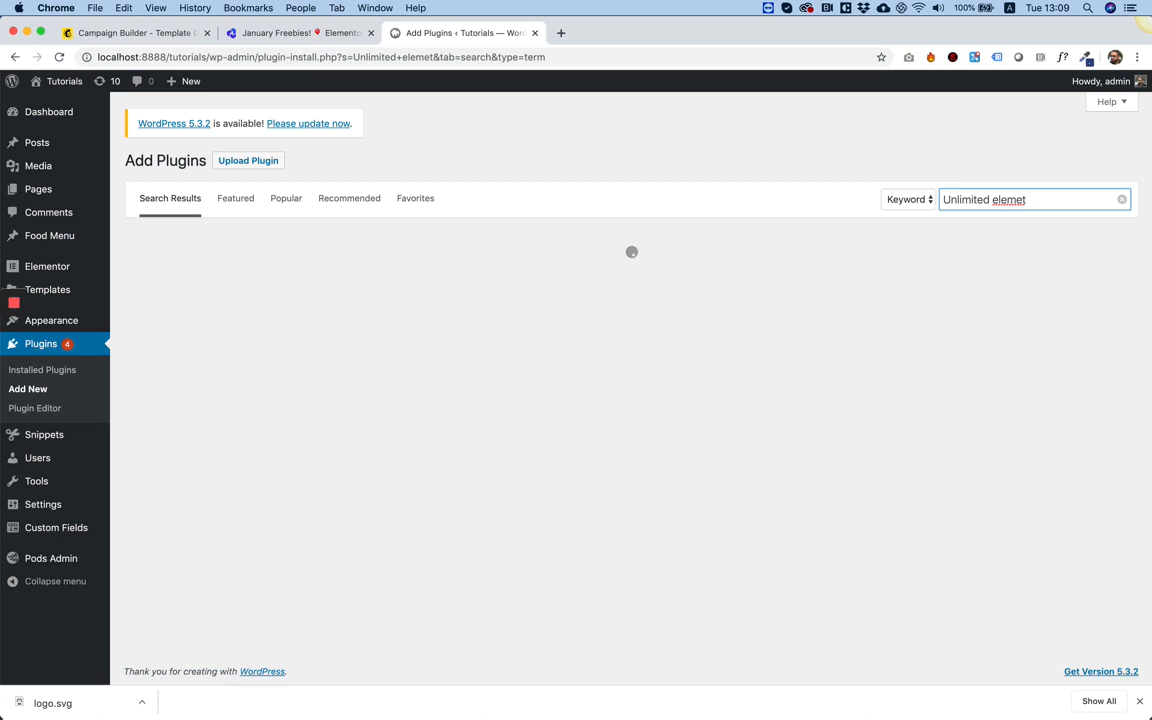 Chrome File Edit View History Bookmarks People Tab Window Help 100% A Tue 13:09
Campaign Builder - Template D
January Freebies! 🎈 Elemento
Add Plugins ‹ Tutorials — Wor
localhost:8888/tutorials/wp-admin/plugin-install.php?s=Unlimited+elemet&tab=search&type=term
f?
Tutorials 10 0 New Howdy, admin
Help
Dashboard
Posts
Media
Pages
Comments
Food Menu
Elementor
Templates
Appearance
Plugins 4
Installed Plugins
Add New
Plugin Editor
Snippets
Users
Tools
Settings
Custom Fields
Pods Admin
Collapse menu
WordPress 5.3.2 is available! Please update now.
Add Plugins Upload Plugin
Search Results Featured Popular Recommended Favorites Keyword Unlimited elemet
Thank you for creating with WordPress. Get Version 5.3.2
logo.svg Show All